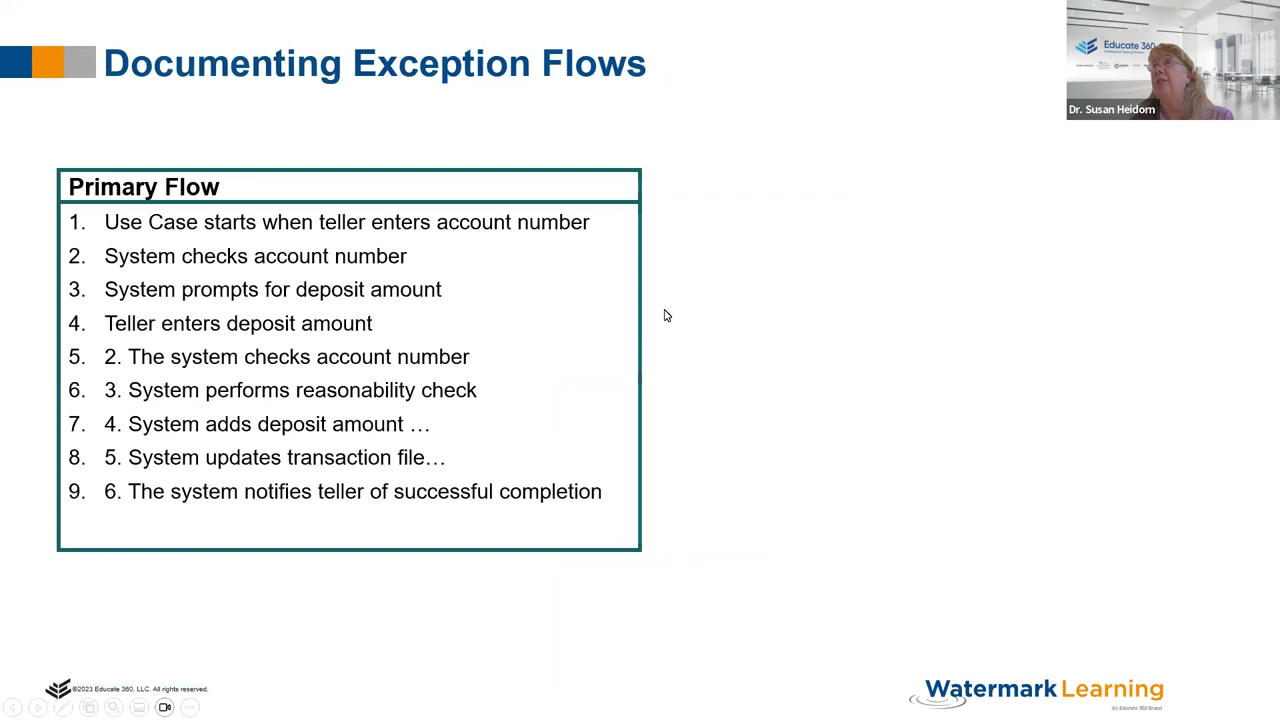 Documenting Exception Flows
Educate 360
Dr. Susan Heidorn
Primary Flow
1. Use Case starts when teller enters account number
2. System checks account number
3. System prompts for deposit amount
4. Teller enters deposit amount
5. 2. The system checks account number
6. 3. System performs reasonability check
7. 4. System adds deposit amount …
8. 5. System updates transaction file…
9. 6. The system notifies teller of successful completion
©2023 Educate 360, LLC. All rights reserved.
Watermark Learning
An Educate 360 Brand